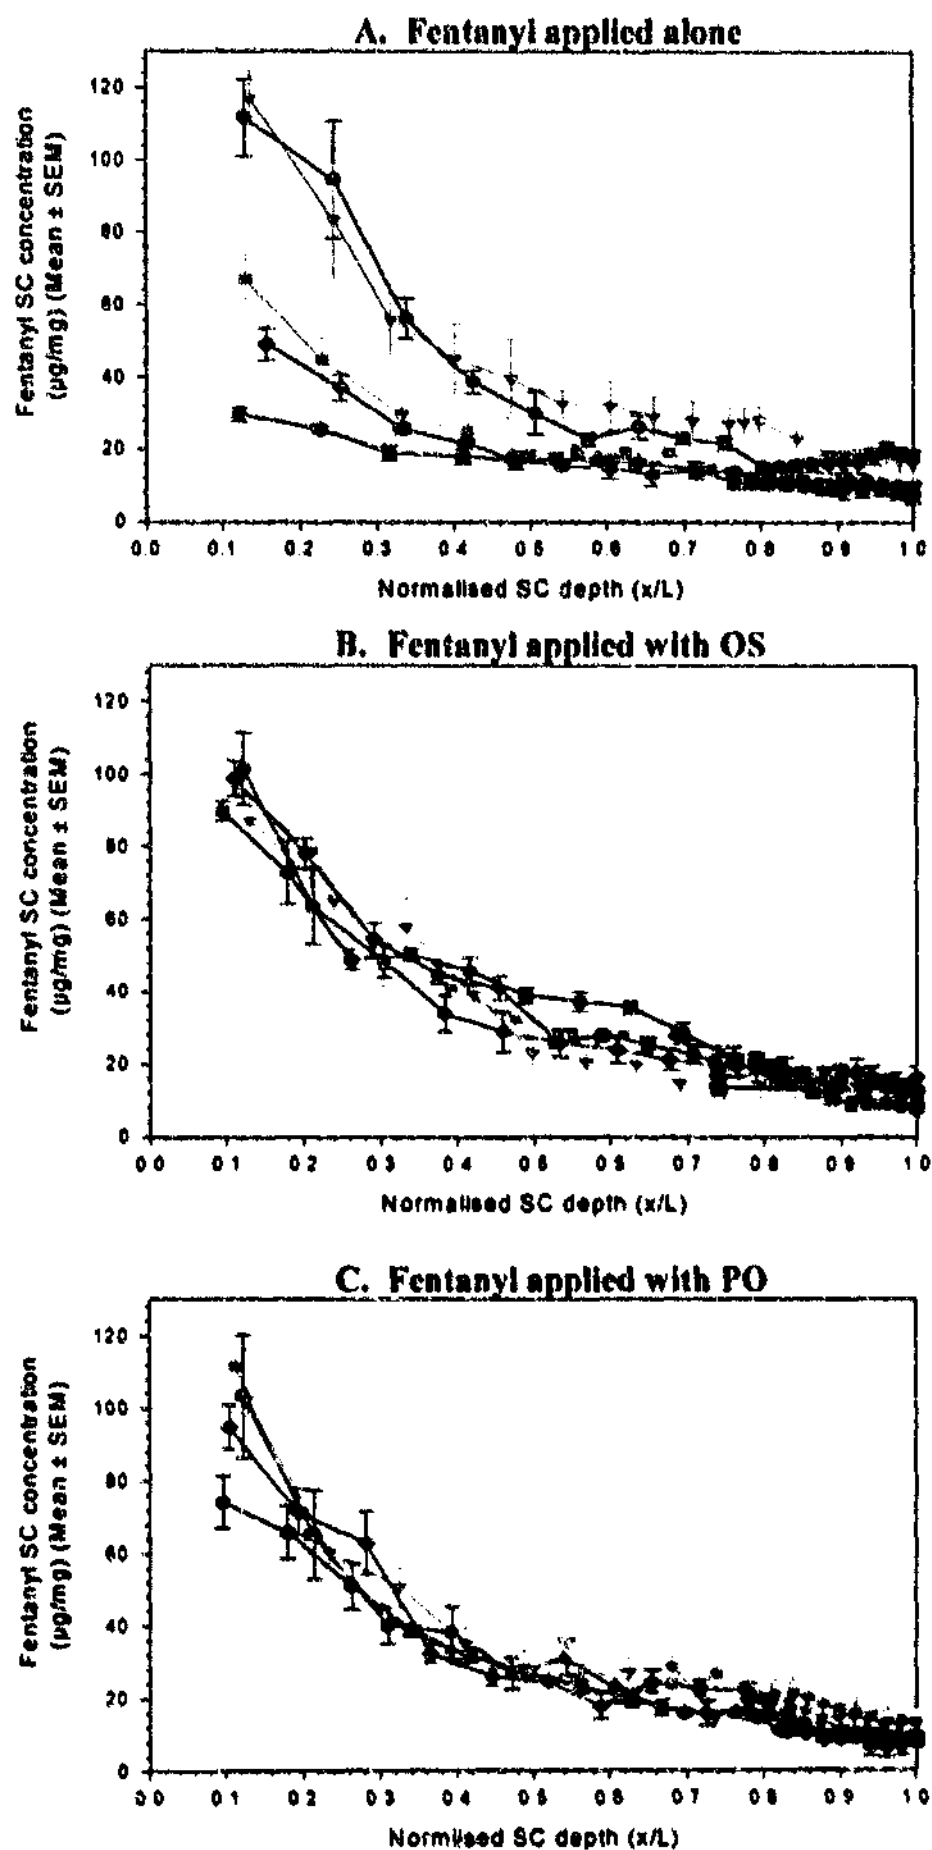 A. Fentanyl applied alone
Fentanyl SC concentration
(µg/mg) (Mean ± SEM)
120
100
80
60
40
20
0
0.0 0.1 0.2 0.3 0.4 0.5 0.6 0.7 0.8 0.9 1.0
Normalised SC depth (x/L)
B. Fentanyl applied with OS
Fentanyl SC concentration
(µg/mg) (Mean ± SEM)
120
100
80
60
40
20
0
0.0 0.1 0.2 0.3 0.4 0.5 0.6 0.7 0.8 0.9 1.0
Normalised SC depth (x/L)
C. Fentanyl applied with PO
Fentanyl SC concentration
(µg/mg) (Mean ± SEM)
120
100
80
60
40
20
0
0.0 0.1 0.2 0.3 0.4 0.5 0.6 0.7 0.8 0.9 1.0
Normalised SC depth (x/L)